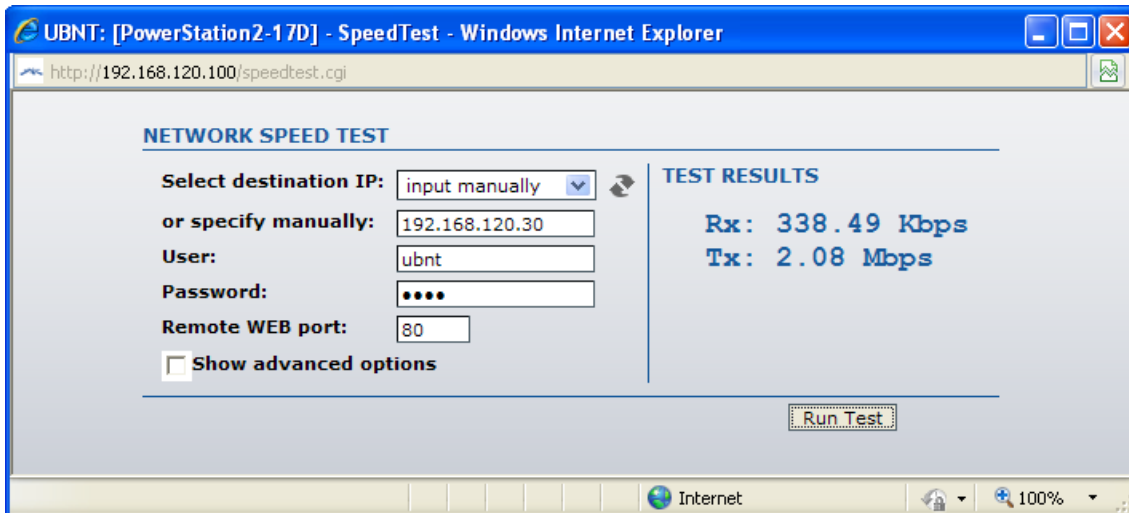 UBNT: [PowerStation2-17D] - SpeedTest - Windows Internet Explorer
http://192.168.120.100/speedtest.cgi
NETWORK SPEED TEST
Select destination IP: input manually
or specify manually: 192.168.120.30
User: ubnt
Password: ••••
Remote WEB port: 80
Show advanced options
TEST RESULTS
Rx: 338.49 Kbps
Tx: 2.08 Mbps
Run Test
Internet
100%